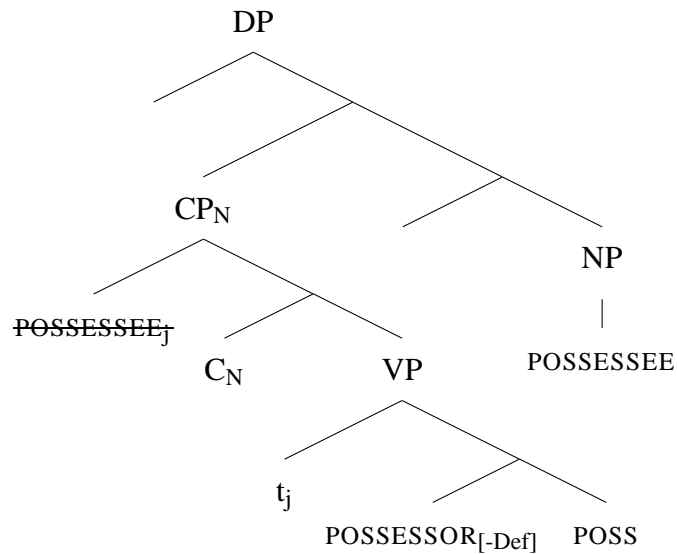 DP
CP_N
NP
POSSESSEE_j
C_N
VP
POSSESSEE
t_j
POSSESSOR_[-Def]
POSS